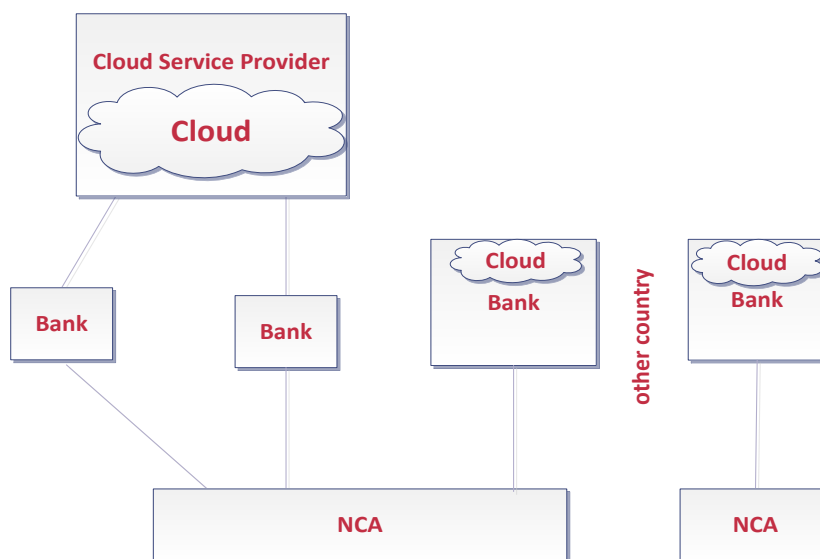 Cloud Service Provider
Cloud
Bank
Bank
Cloud
Bank
other country
Cloud
Bank
NCA
NCA